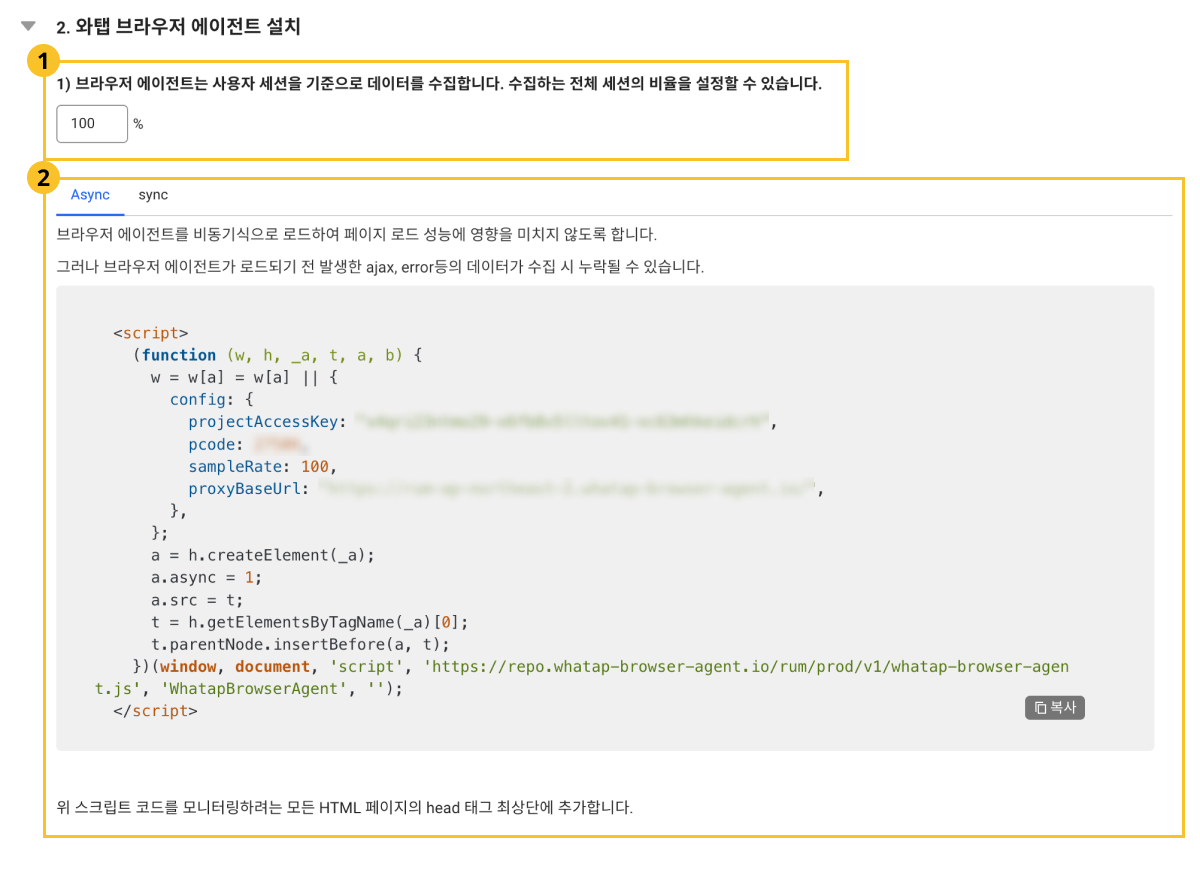 2. 와탭 브라우저 에이전트 설치
1
1) 브라우저 에이전트는 사용자 세션을 기준으로 데이터를 수집합니다. 수집하는 전체 세션의 비율을 설정할 수 있습니다.
100 %
2
Async sync
브라우저 에이전트를 비동기식으로 로드하여 페이지 로드 성능에 영향을 미치지 않도록 합니다.
그러나 브라우저 에이전트가 로드되기 전 발생한 ajax, error등의 데이터가 수집 시 누락될 수 있습니다.
<script>
(function (w, h, _a, t, a, b) {
w = w[a] = w[a] || {
config: {
projectAccessKey: ,
pcode:
sampleRate: 100,
proxyBaseUrl: ,
},
};
a = h.createElement(_a);
a.async = 1;
a.src = t;
t = h.getElementsByTagName(_a)[0];
t.parentNode.insertBefore(a, t);
})(window, document, 'script', 'https://repo.whatap-browser-agent.io/rum/prod/v1/whatap-browser-agen
t.js', 'WhatapBrowserAgent', '');
</script>
복사
위 스크립트 코드를 모니터링하려는 모든 HTML 페이지의 head 태그 최상단에 추가합니다.